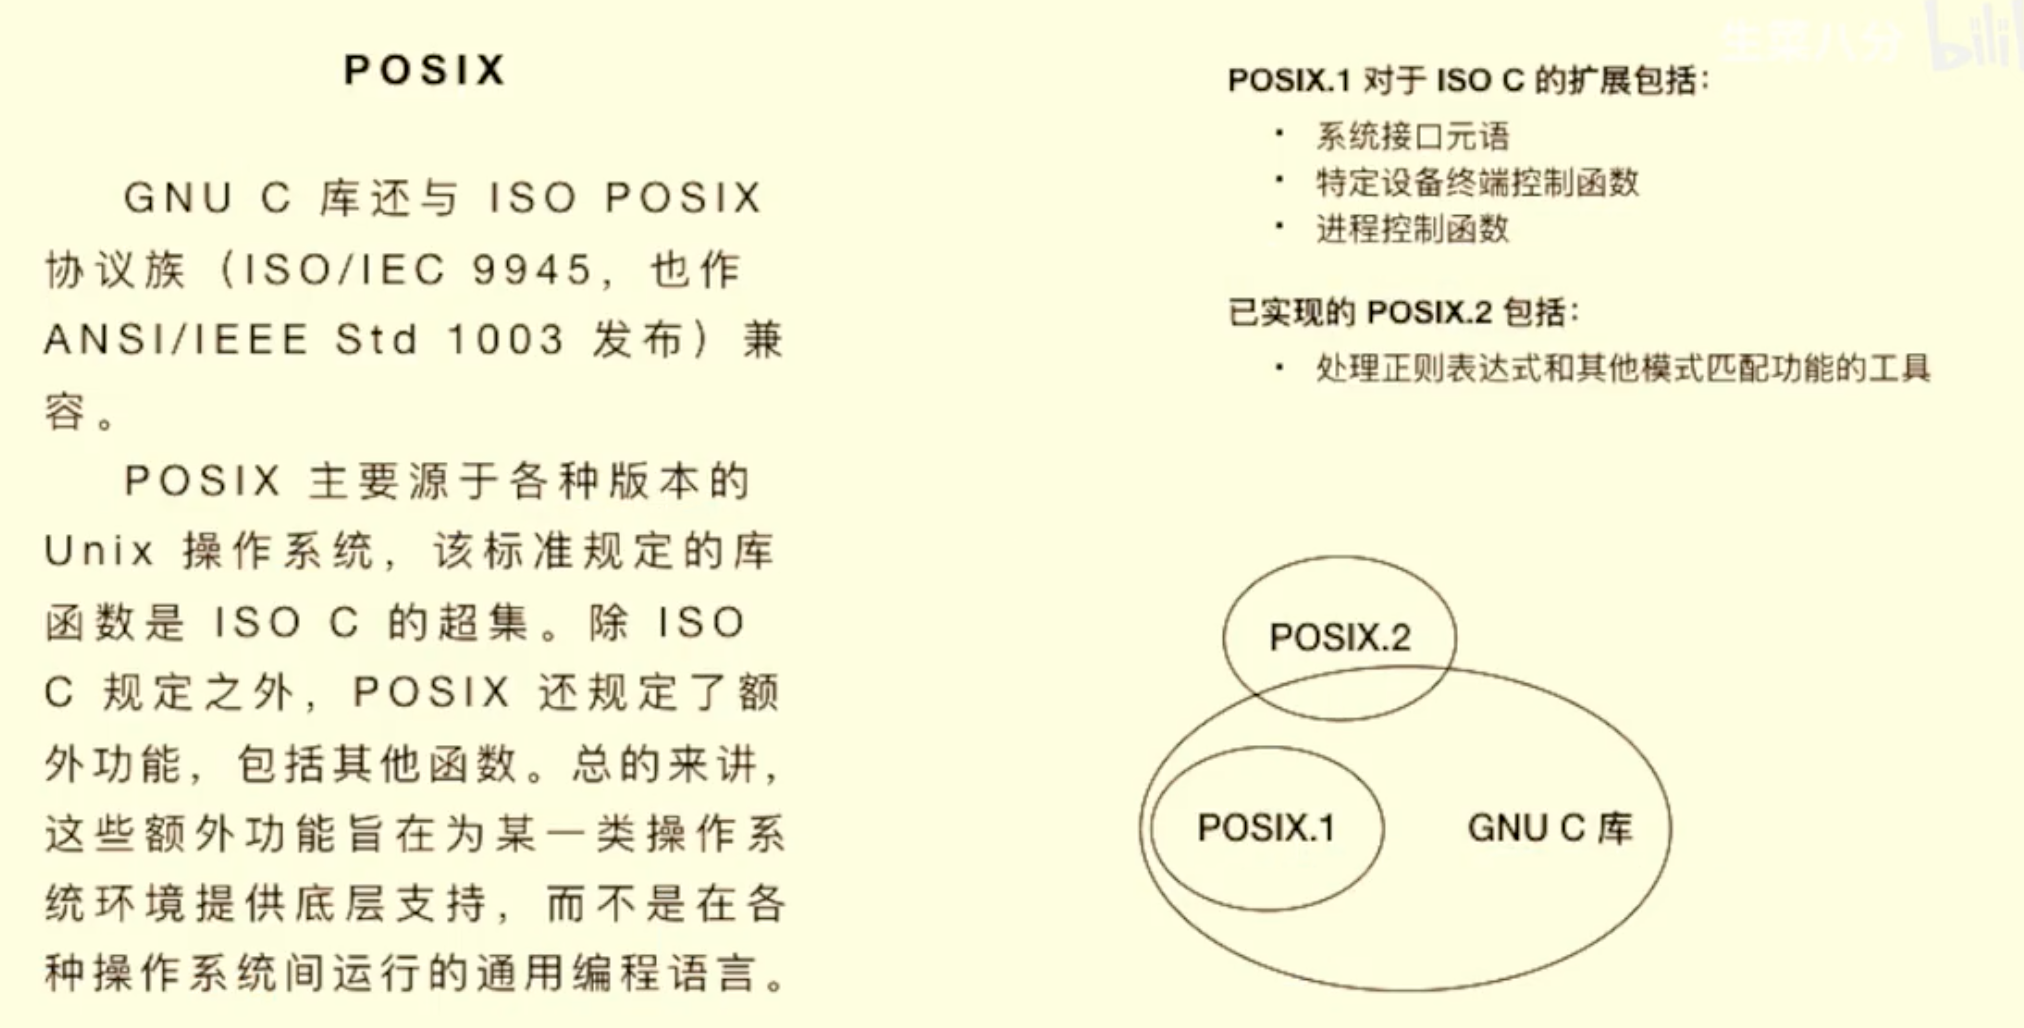 POSIX
GNU C 库还与 ISO POSIX
协议族（ISO/IEC 9945，也作
ANSI/IEEE Std 1003 发布）兼
容。
POSIX 主要源于各种版本的
Unix 操作系统，该标准规定的库
函数是 ISO C 的超集。除 ISO
C 规定之外，POSIX 还规定了额
外功能，包括其他函数。总的来讲，
这些额外功能旨在为某一类操作系
统环境提供底层支持，而不是在各
种操作系统间运行的通用编程语言。
生菜八分 bili
POSIX.1 对于 ISO C 的扩展包括：
· 系统接口元语
· 特定设备终端控制函数
· 进程控制函数
已实现的 POSIX.2 包括：
· 处理正则表达式和其他模式匹配功能的工具
POSIX.2
POSIX.1
GNU C 库